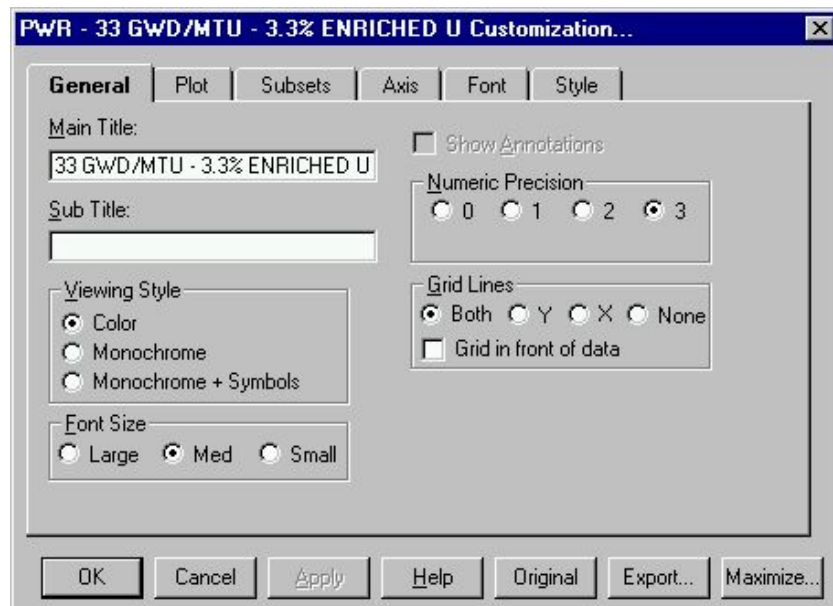 PWR - 33 GWD/MTU - 3.3% ENRICHED U Customization...
General Plot Subsets Axis Font Style
Main Title:
33 GWD/MTU - 3.3% ENRICHED U
Sub Title:
Viewing Style
Color
Monochrome
Monochrome + Symbols
Font Size
Large Med Small
Show Annotations
Numeric Precision
0 1 2 3
Grid Lines
Both Y X None
Grid in front of data
OK Cancel Apply Help Original Export... Maximize...